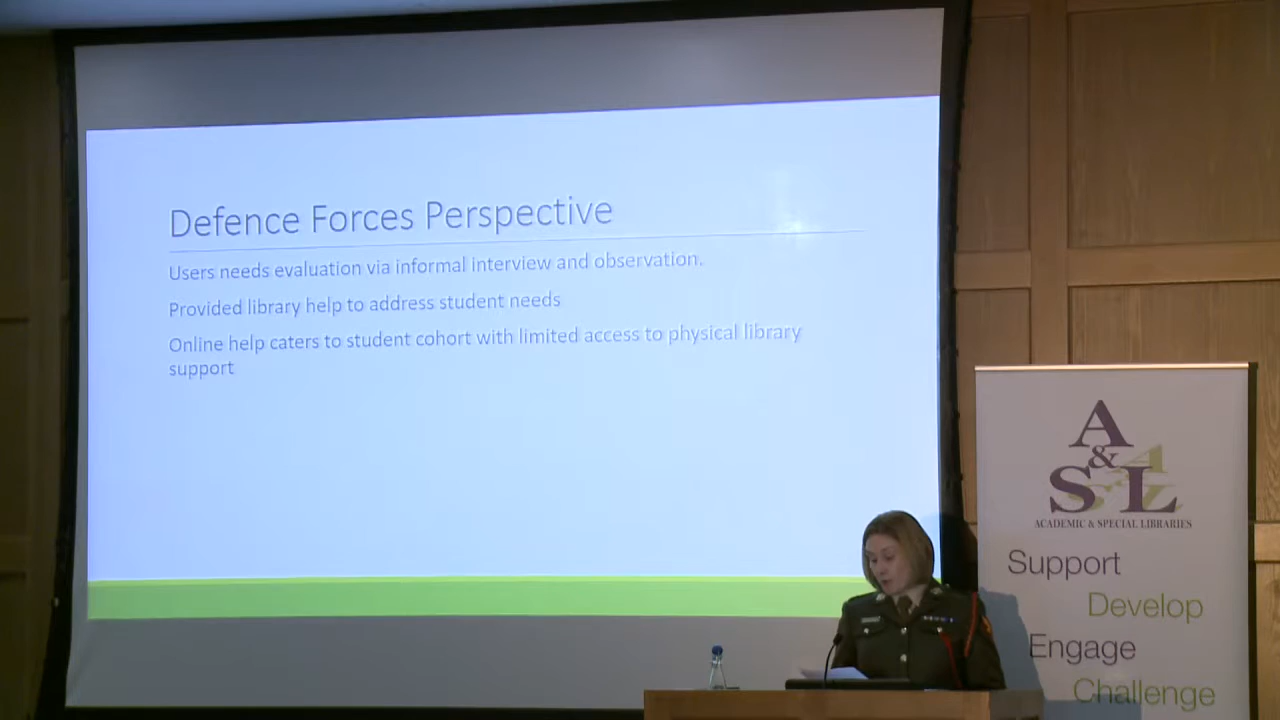 Defence Forces Perspective
Users needs evaluation via informal interview and observation.
Provided library help to address student needs
Online help caters to student cohort with limited access to physical library
support
A
&
SL
ACADEMIC & SPECIAL LIBRARIES
Support
Develop
Engage
Challenge